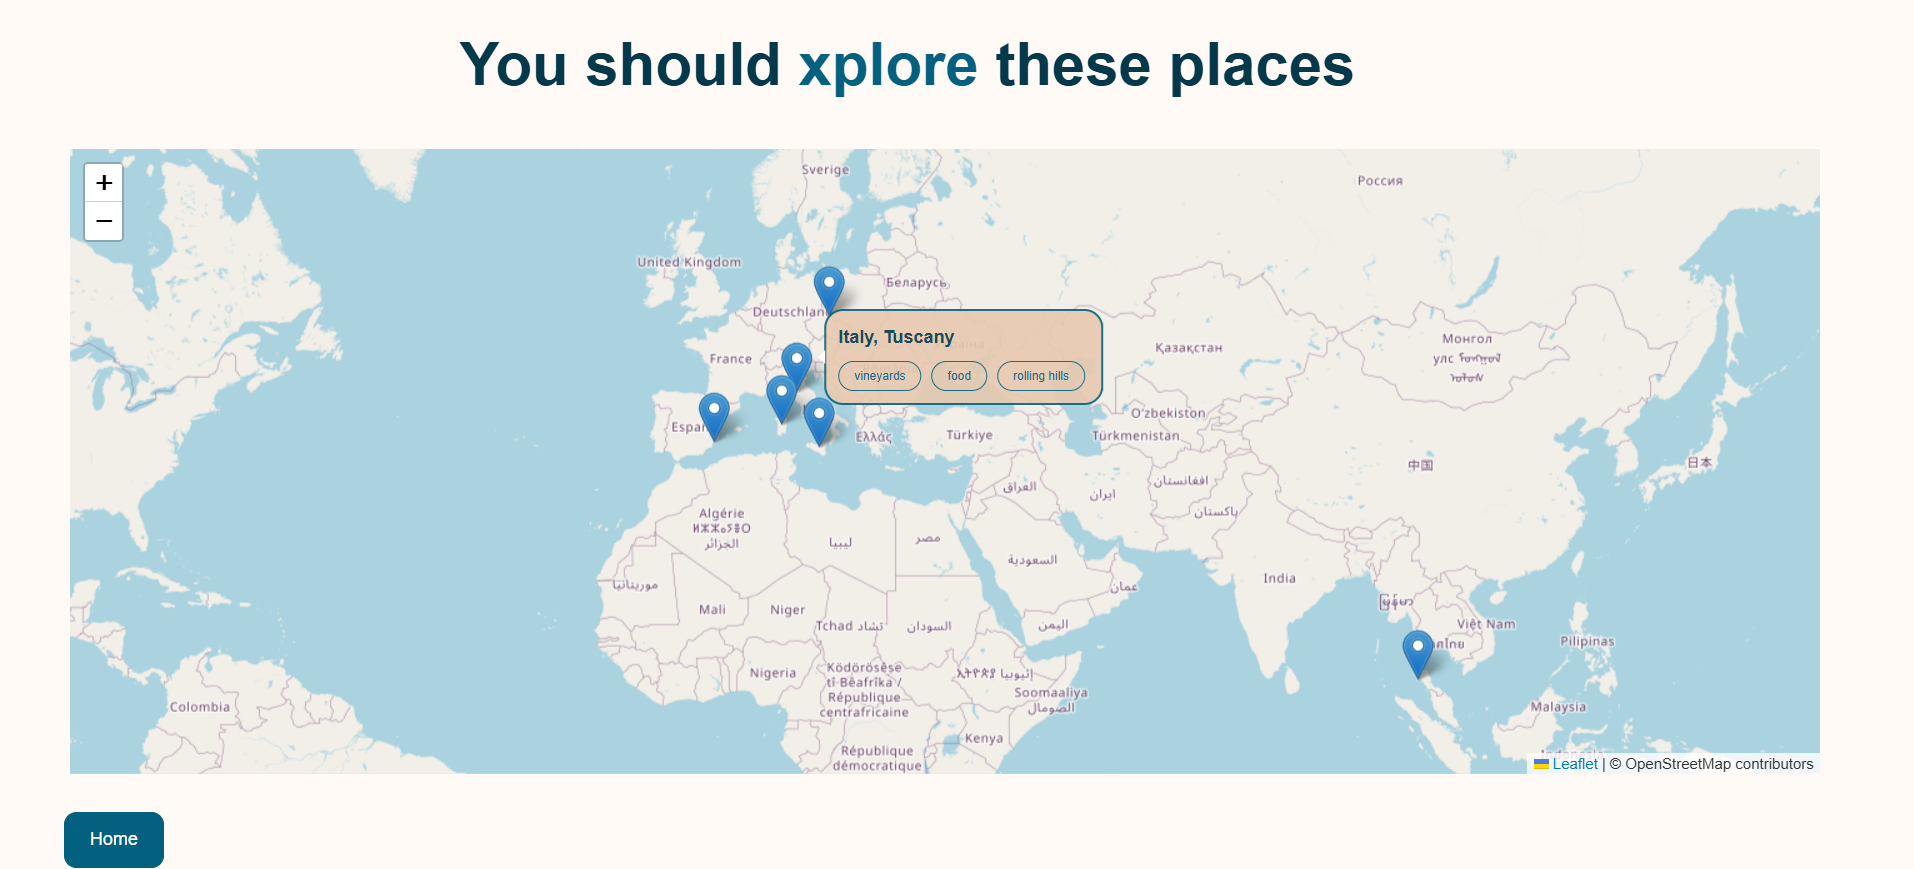 You should xplore these places
+
−
Sverige
Россия
United Kingdom
Беларусь
Deutschlan
Italy, Tuscany
vineyards
food
rolling hills
France
Қазақстан
Монгол
улс
Espa
Ελλάς
Türkiye
O'zbekiston
Türkmenistan
中国
日本
افغانستان
العراق
ایران
پاکستان
Algérie
ⵍⵣⵣⴰⵢⴻⵔ
الجزائر
ليبيا
مصر
السعودية
عمان
India
موريتانيا
Mali
Niger
Tchad تشاد
السودان
اليمن
Việt Nam
Pilipinas
Nigeria
Ködörösêse
tî Bêafrîka /
République
centrafricaine
إثيوبيا
Soomaaliya
الصومال
Colombia
Malaysia
Kenya
République
démocratique
Leaflet | © OpenStreetMap contributors
Home